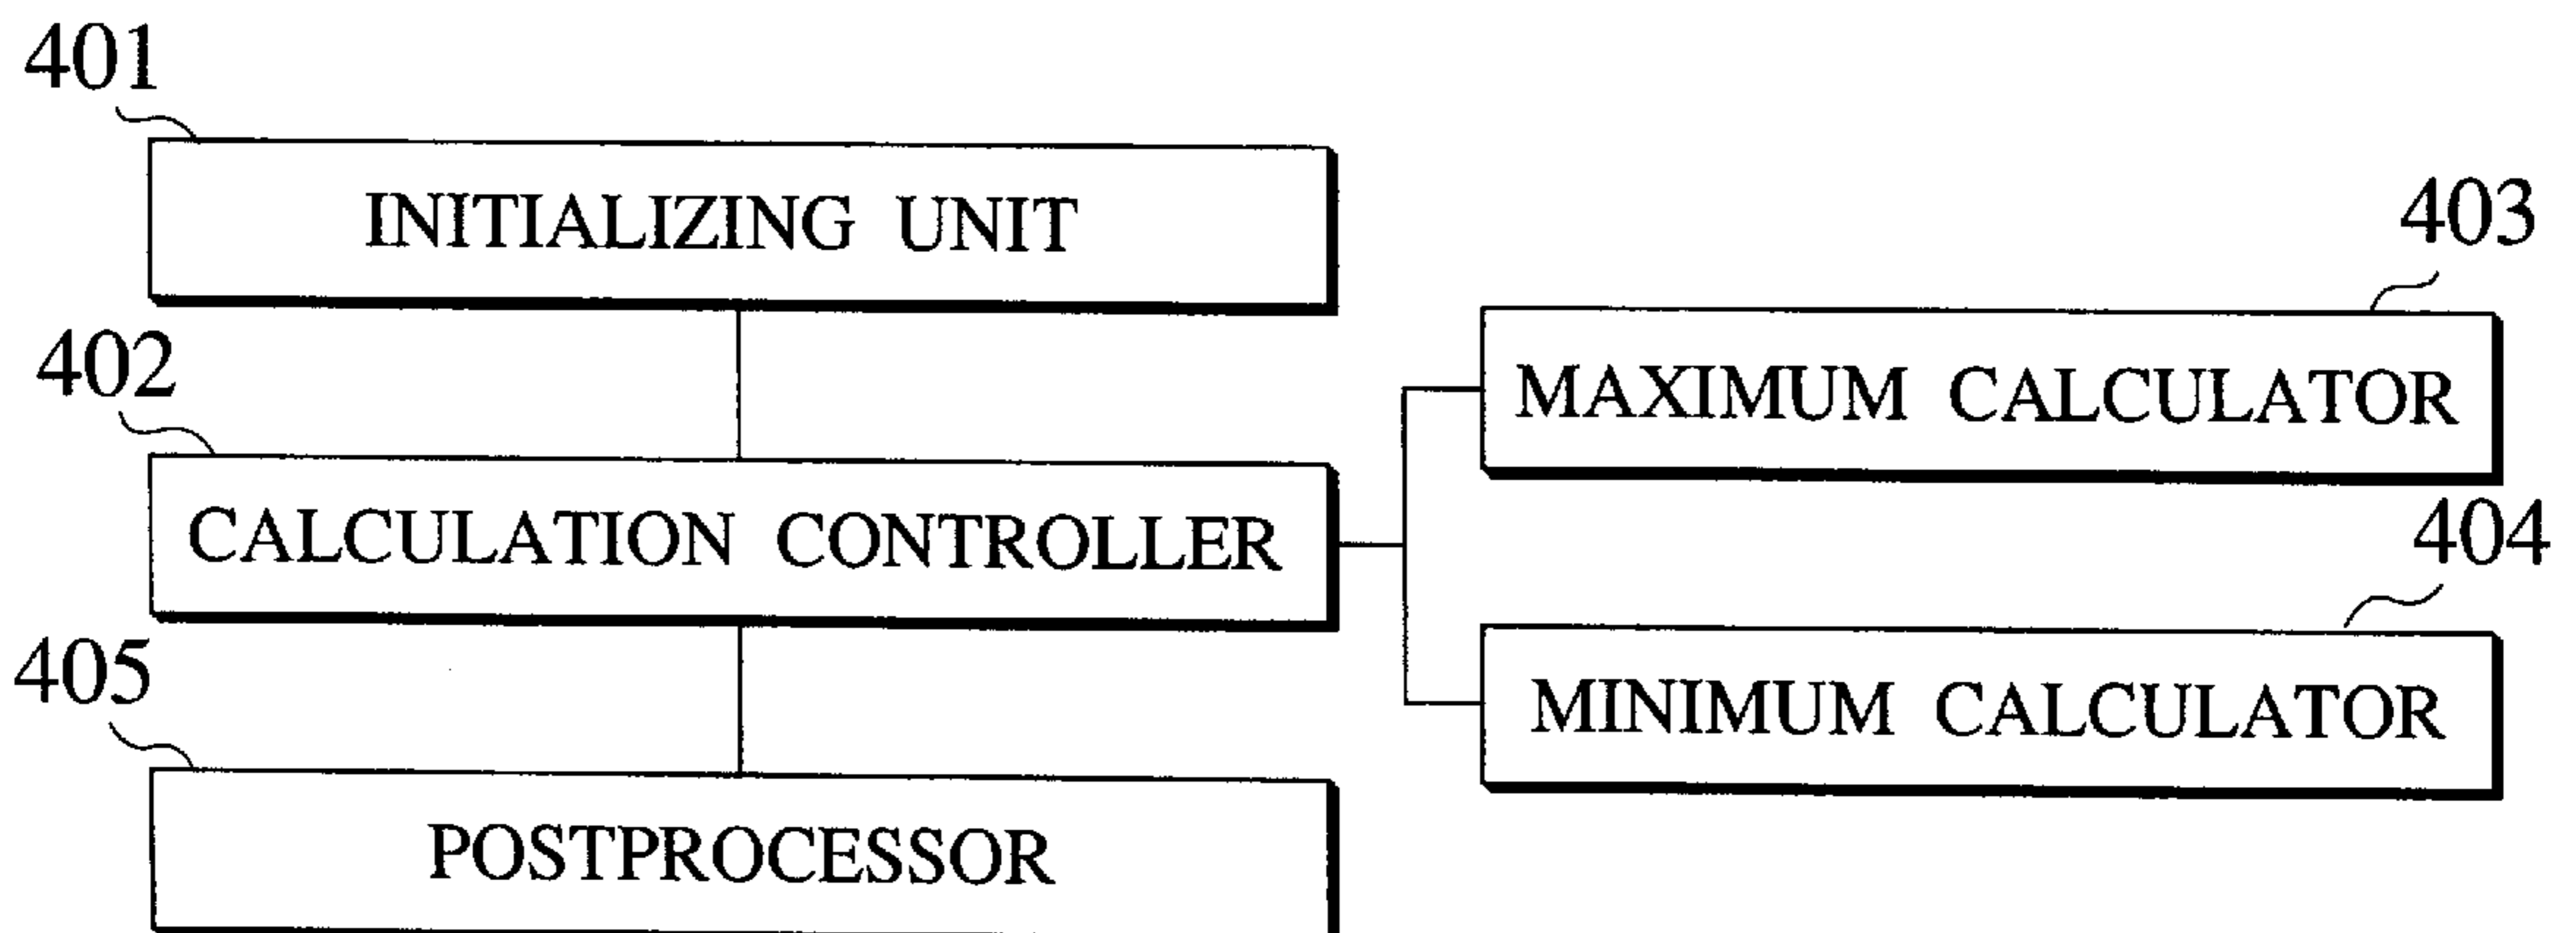 401
INITIALIZING UNIT
402
CALCULATION CONTROLLER
403
MAXIMUM CALCULATOR
404
MINIMUM CALCULATOR
405
POSTPROCESSOR